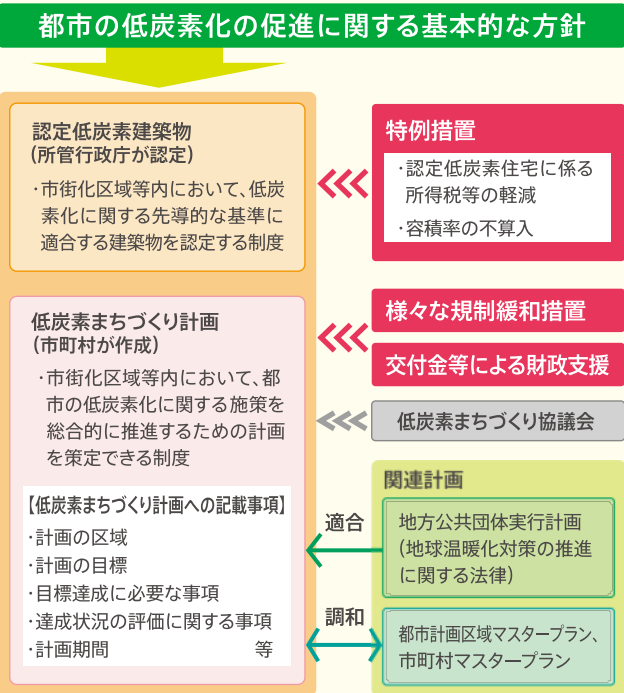 都市の低炭素化の促進に関する基本的な方針
認定低炭素建築物
(所管行政庁が認定)
・市街化区域等内において、低炭
素化に関する先導的な基準に
適合する建築物を認定する制度
特例措置
・認定低炭素住宅に係る
所得税等の軽減
・容積率の不算入
低炭素まちづくり計画
(市町村が作成)
・市街化区域等内において、都
市の低炭素化に関する施策を
総合的に推進するための計画
を策定できる制度
【低炭素まちづくり計画への記載事項】
・計画の区域
・計画の目標
・目標達成に必要な事項
・達成状況の評価に関する事項
・計画期間 等
様々な規制緩和措置
交付金等による財政支援
低炭素まちづくり協議会
関連計画
適合
地方公共団体実行計画
(地球温暖化対策の推進
に関する法律)
調和
都市計画区域マスタープラン、
市町村マスタープラン